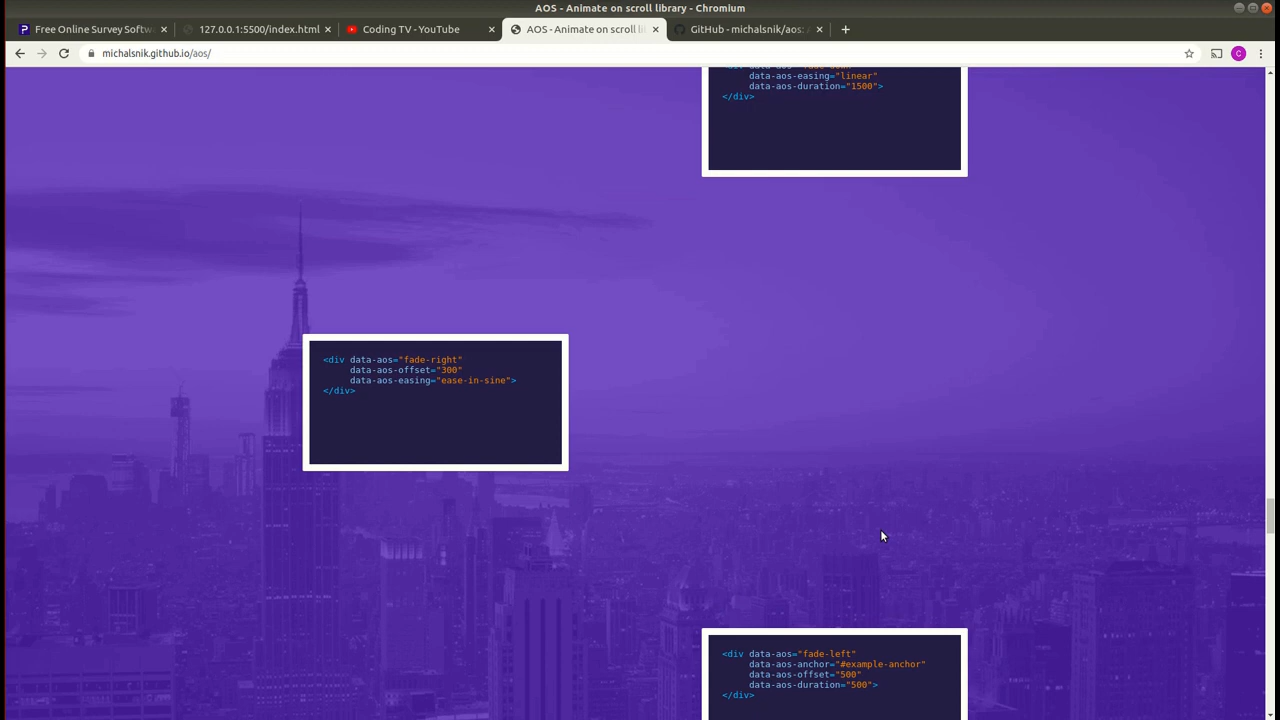 AOS - Animate on scroll library - Chromium
Free Online Survey Softw
127.0.0.1:5500/index.html
Coding TV - YouTube
AOS - Animate on scroll li
GitHub - michalsnik/aos:
michalsnik.github.io/aos/
C
data-aos-easing="linear"
data-aos-duration="1500">
</div>
<div data-aos="fade-right"
data-aos-offset="300"
data-aos-easing="ease-in-sine">
</div>
<div data-aos="fade-left"
data-aos-anchor="#example-anchor"
data-aos-offset="500"
data-aos-duration="500">
</div>